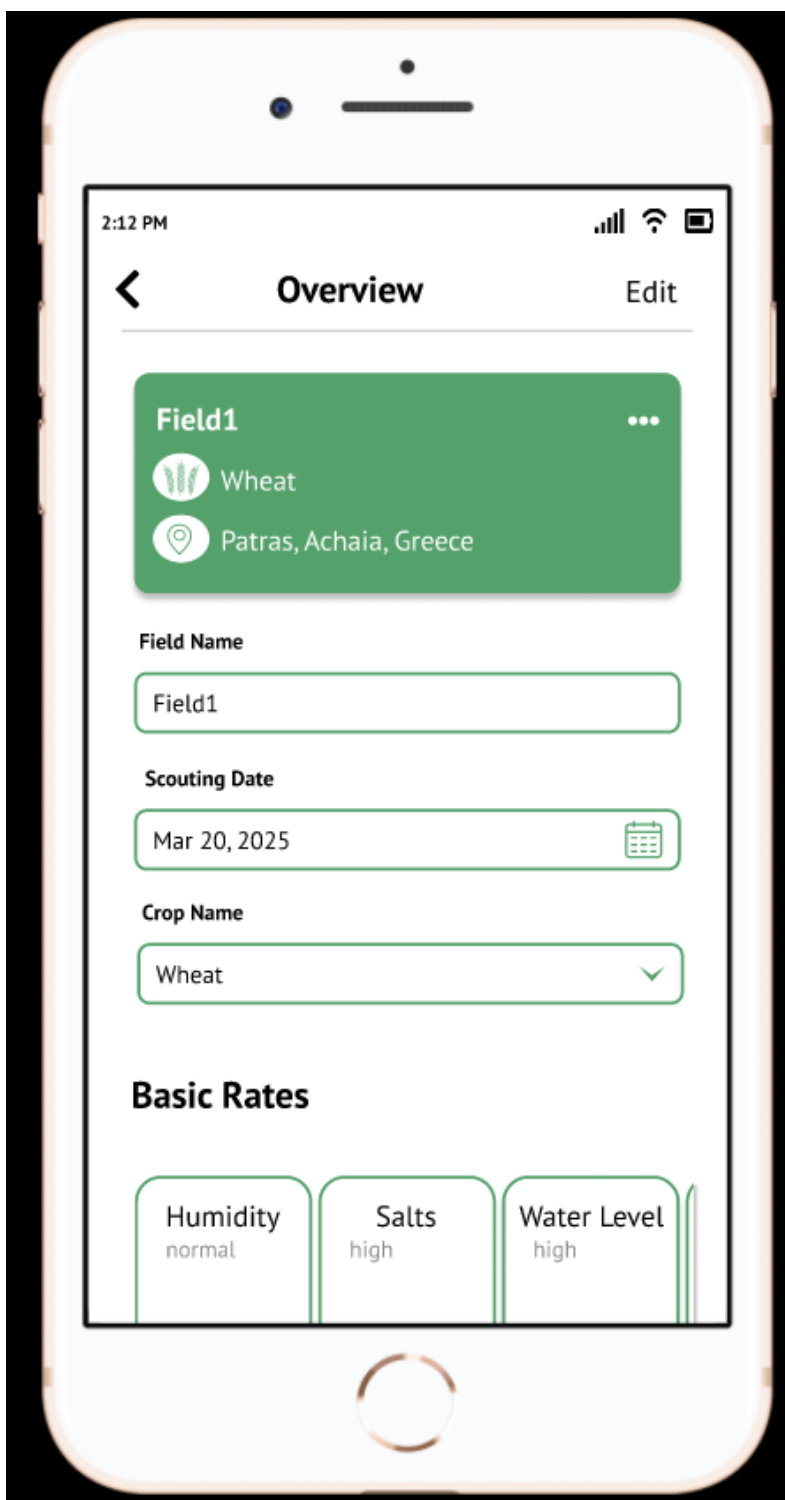 2:12 PM
Overview
Edit
Field1
Wheat
Patras, Achaia, Greece
Field Name
Field1
Scouting Date
Mar 20, 2025
Crop Name
Wheat
Basic Rates
Humidity
normal
Salts
high
Water Level
high